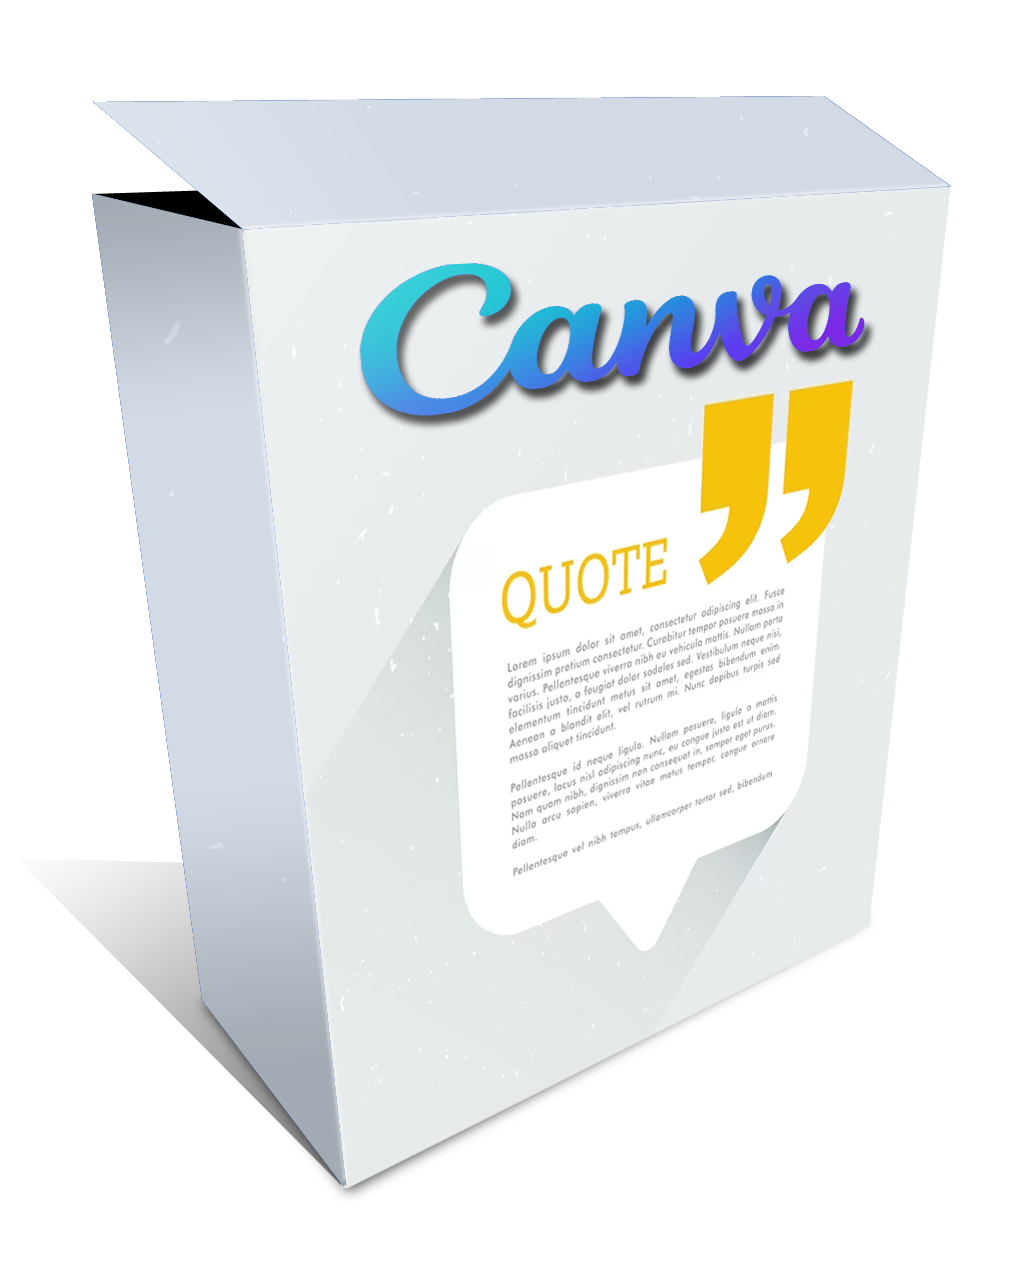 Canva
QUOTE
Lorem ipsum dolor sit amet, consectetur adipiscing elit. Fusce
dignissim pretium consectetur. Curabitur tempor posuere massa in
varius. Pellentesque viverra nibh eu vehicula mattis. Nullam porta
facilisis justo, a feugiat dolor sodales sed. Vestibulum neque nisi,
elementum tincidunt metus sit amet, egestas bibendum enim.
Aenean a blandit elit, vel rutrum mi. Nunc dapibus turpis sed
massa aliquet tincidunt.
Pellentesque id neque ligula. Nullam posuere, ligula a mattis
posuere, lacus nisl adipiscing nunc, eu congue justo est ut diam.
Nam quam nibh, dignissim non consequat in, semper eget purus.
Nulla arcu sapien, viverra vitae metus tempor, congue ornare
diam.
Pellentesque vel nibh tempus, ullamcorper tortor sed, bibendum